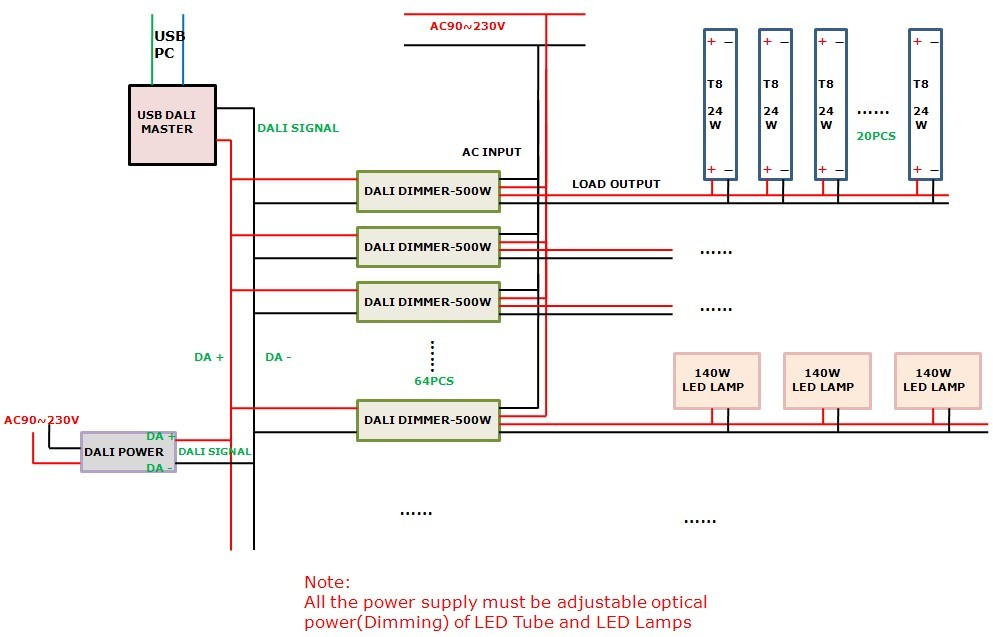 USB
PC
AC90~230V
USB DALI
MASTER
DALI SIGNAL
AC INPUT
LOAD OUTPUT
+ − + − + − + −
T8 T8 T8 T8
24 24 24 ...... 24
W W W W
20PCS
+ − + − + − + −
DALI DIMMER-500W
DALI DIMMER-500W
......
DALI DIMMER-500W
......
DA +
DA -
......
64PCS
140W
LED LAMP
140W
LED LAMP
140W
LED LAMP
DALI DIMMER-500W
AC90~230V
DA +
DALI POWER
DALI SIGNAL
DA -
......
......
Note:
All the power supply must be adjustable optical
power(Dimming) of LED Tube and LED Lamps